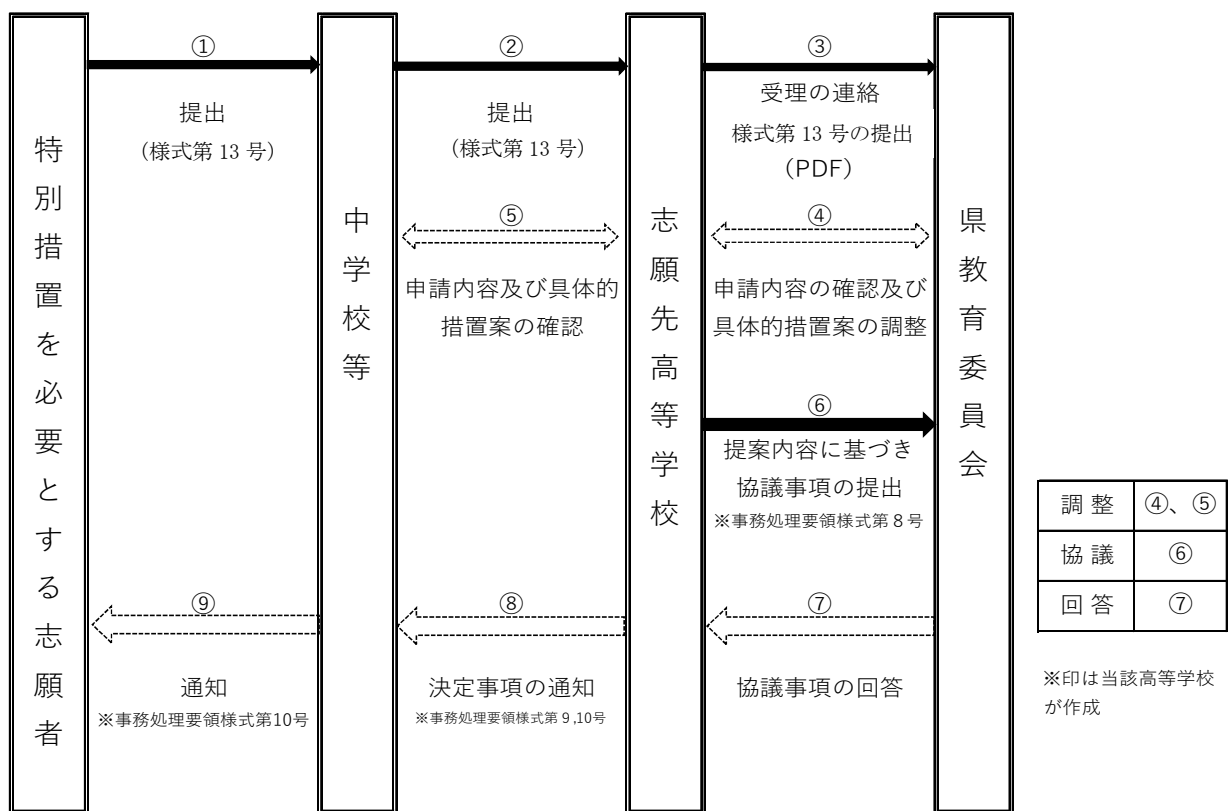 特別措置を必要とする志願者
①
提出
(様式第 13 号)
中学校等
②
提出
(様式第 13 号)
志願先高等学校
③
受理の連絡
様式第 13 号の提出
(PDF)
県教育委員会
⑤
申請内容及び具体的
措置案の確認
④
申請内容の確認及び
具体的措置案の調整
⑥
提案内容に基づき
協議事項の提出
※事務処理要領様式第８号
⑨
通知
※事務処理要領様式第10号
⑧
決定事項の通知
※事務処理要領様式第９,10号
⑦
協議事項の回答
調整 ④、⑤
協議 ⑥
回答 ⑦
※印は当該高等学校
が作成